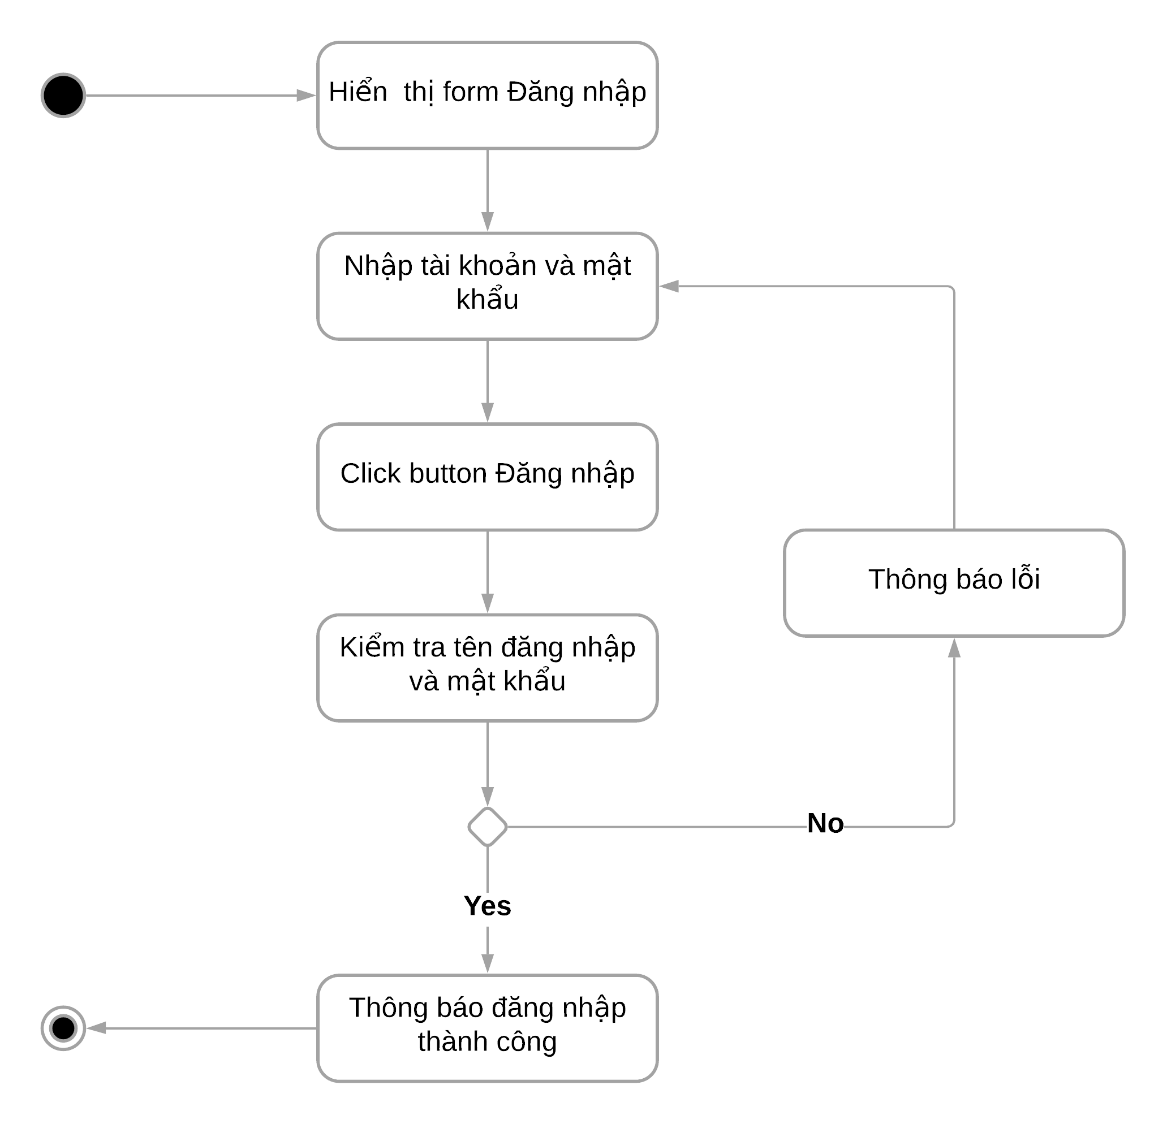 Hiển  thị form Đăng nhập
Nhập tài khoản và mật
khẩu
Click button Đăng nhập
Thông báo lỗi
Kiểm tra tên đăng nhập
và mật khẩu
No
Yes
Thông báo đăng nhập
thành công